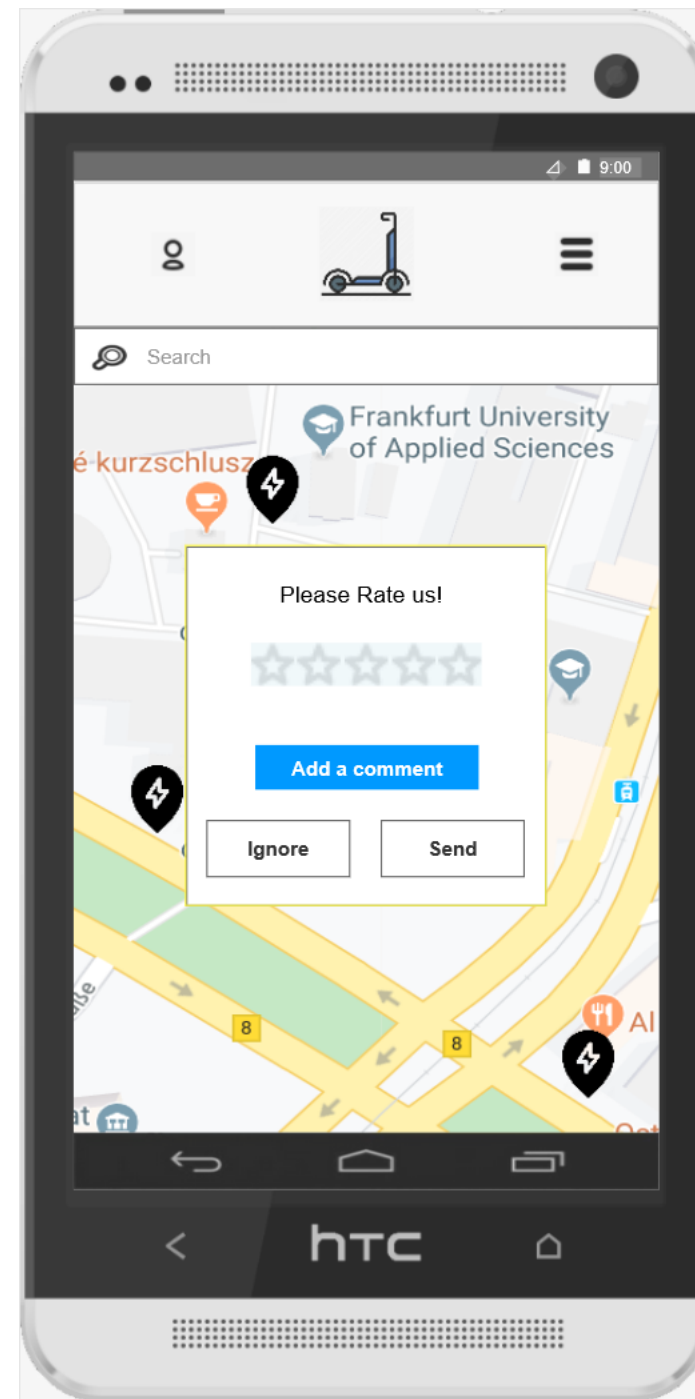 9:00
Search
Frankfurt University
of Applied Sciences
é kurzschlusz
Please Rate us!
Add a comment
Ignore
Send
8
8
Al
at
hTC